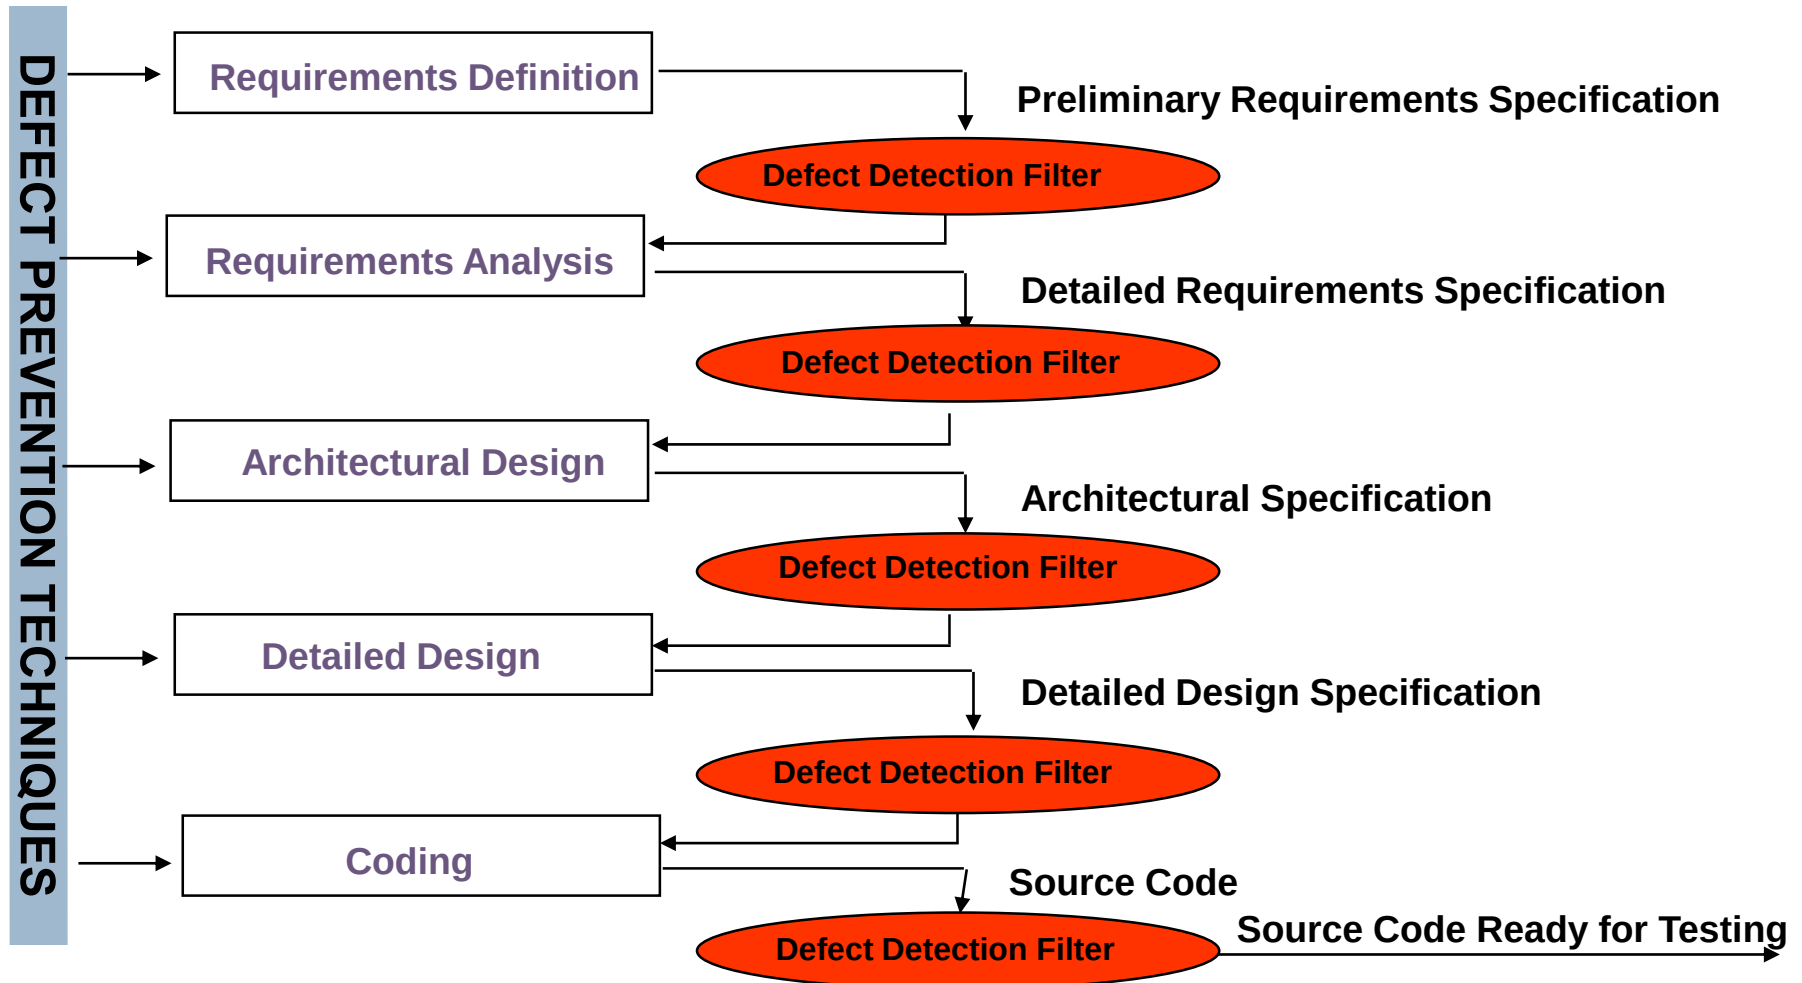 DEFECT PREVENTION TECHNIQUES
Requirements Definition
Preliminary Requirements Specification
Defect Detection Filter
Requirements Analysis
Detailed Requirements Specification
Defect Detection Filter
Architectural Design
Architectural Specification
Defect Detection Filter
Detailed Design
Detailed Design Specification
Defect Detection Filter
Coding
Source Code
Source Code Ready for Testing
Defect Detection Filter